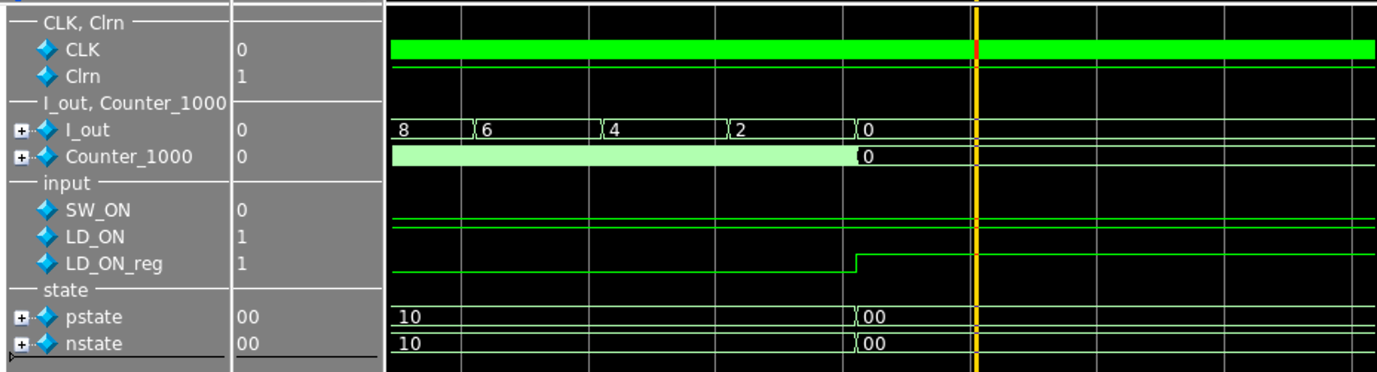 CLK, Clrn
CLK 0
Clrn 1
I_out, Counter_1000
I_out 0 8 6 4 2 0
Counter_1000 0 0
input
SW_ON 0
LD_ON 1
LD_ON_reg 1
state
pstate 00 10 00
nstate 00 10 00